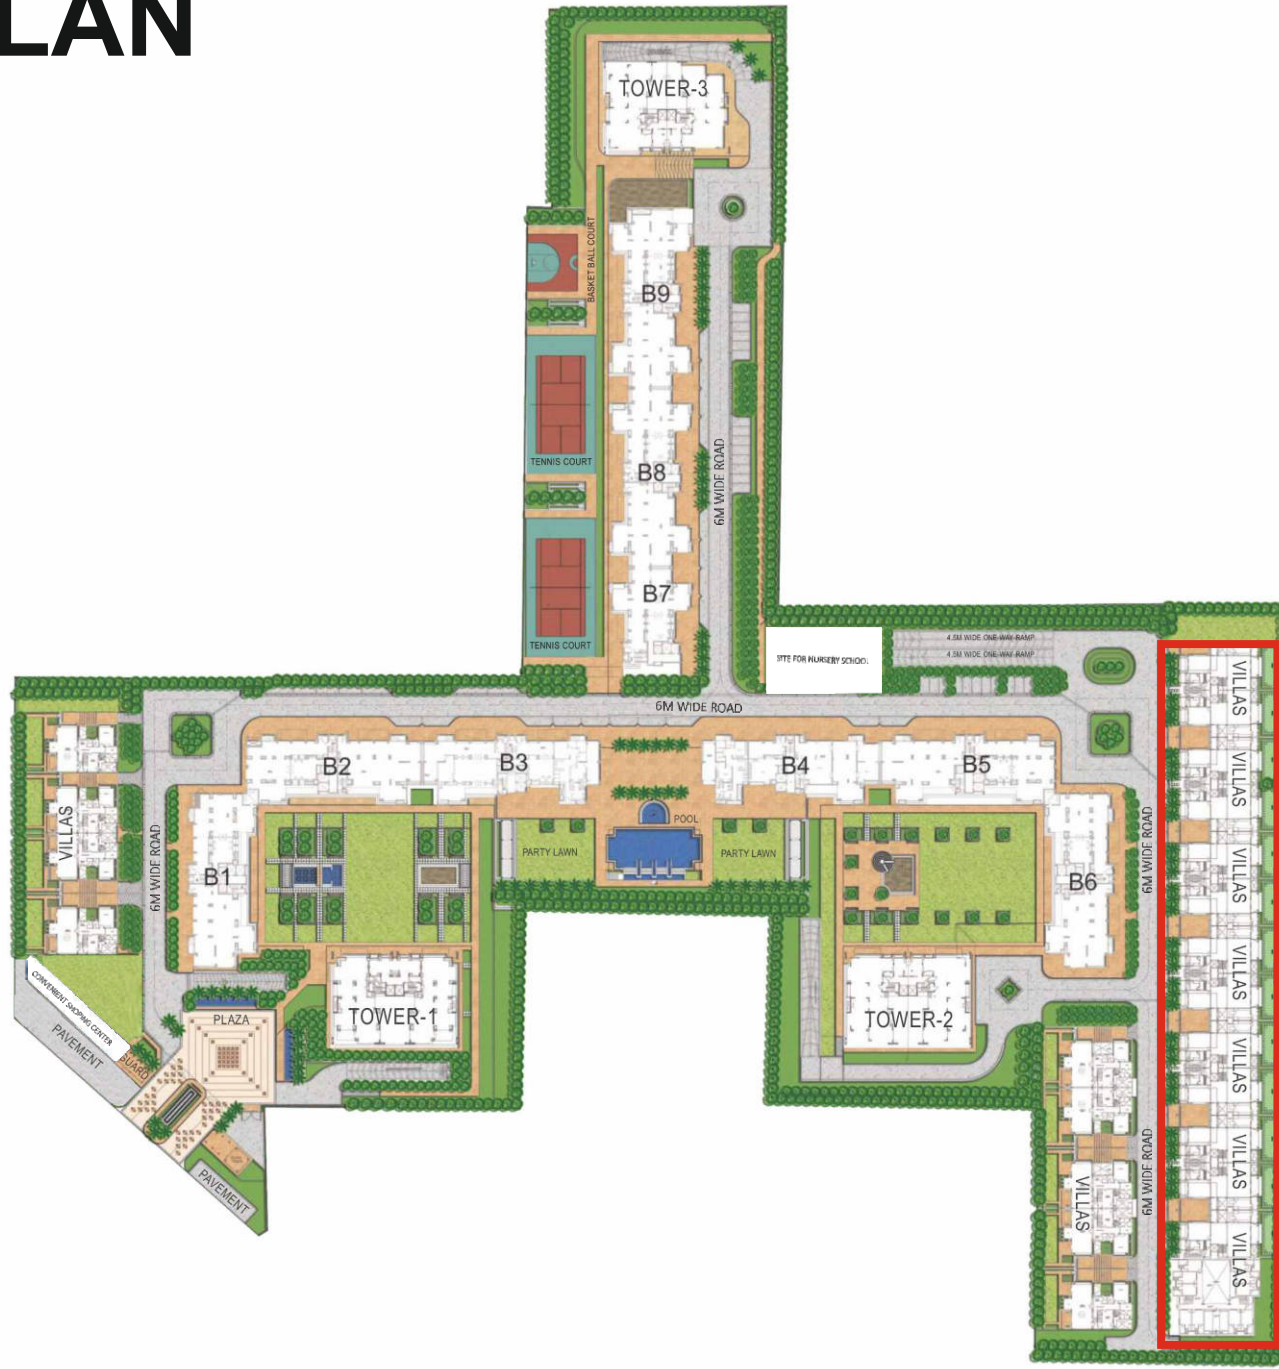 LAN
TOWER-3
BASKET BALL COURT
B9
TENNIS COURT
B8
6M WIDE ROAD
B7
TENNIS COURT
SITE FOR NURSERY SCHOOL
4.5M WIDE ONE-WAY RAMP
4.5M WIDE ONE-WAY RAMP
6M WIDE ROAD
VILLAS
VILLAS
VILLAS
VILLAS
VILLAS
VILLAS
VILLAS
B2
B3
B4
B5
POOL
PARTY LAWN
PARTY LAWN
VILLAS
6M WIDE ROAD
B1
B6
6M WIDE ROAD
TOWER-1
TOWER-2
PLAZA
CONVENIENT SHOPING CENTER
PAVEMENT
GUARD
PAVEMENT
VILLAS
6M WIDE ROAD